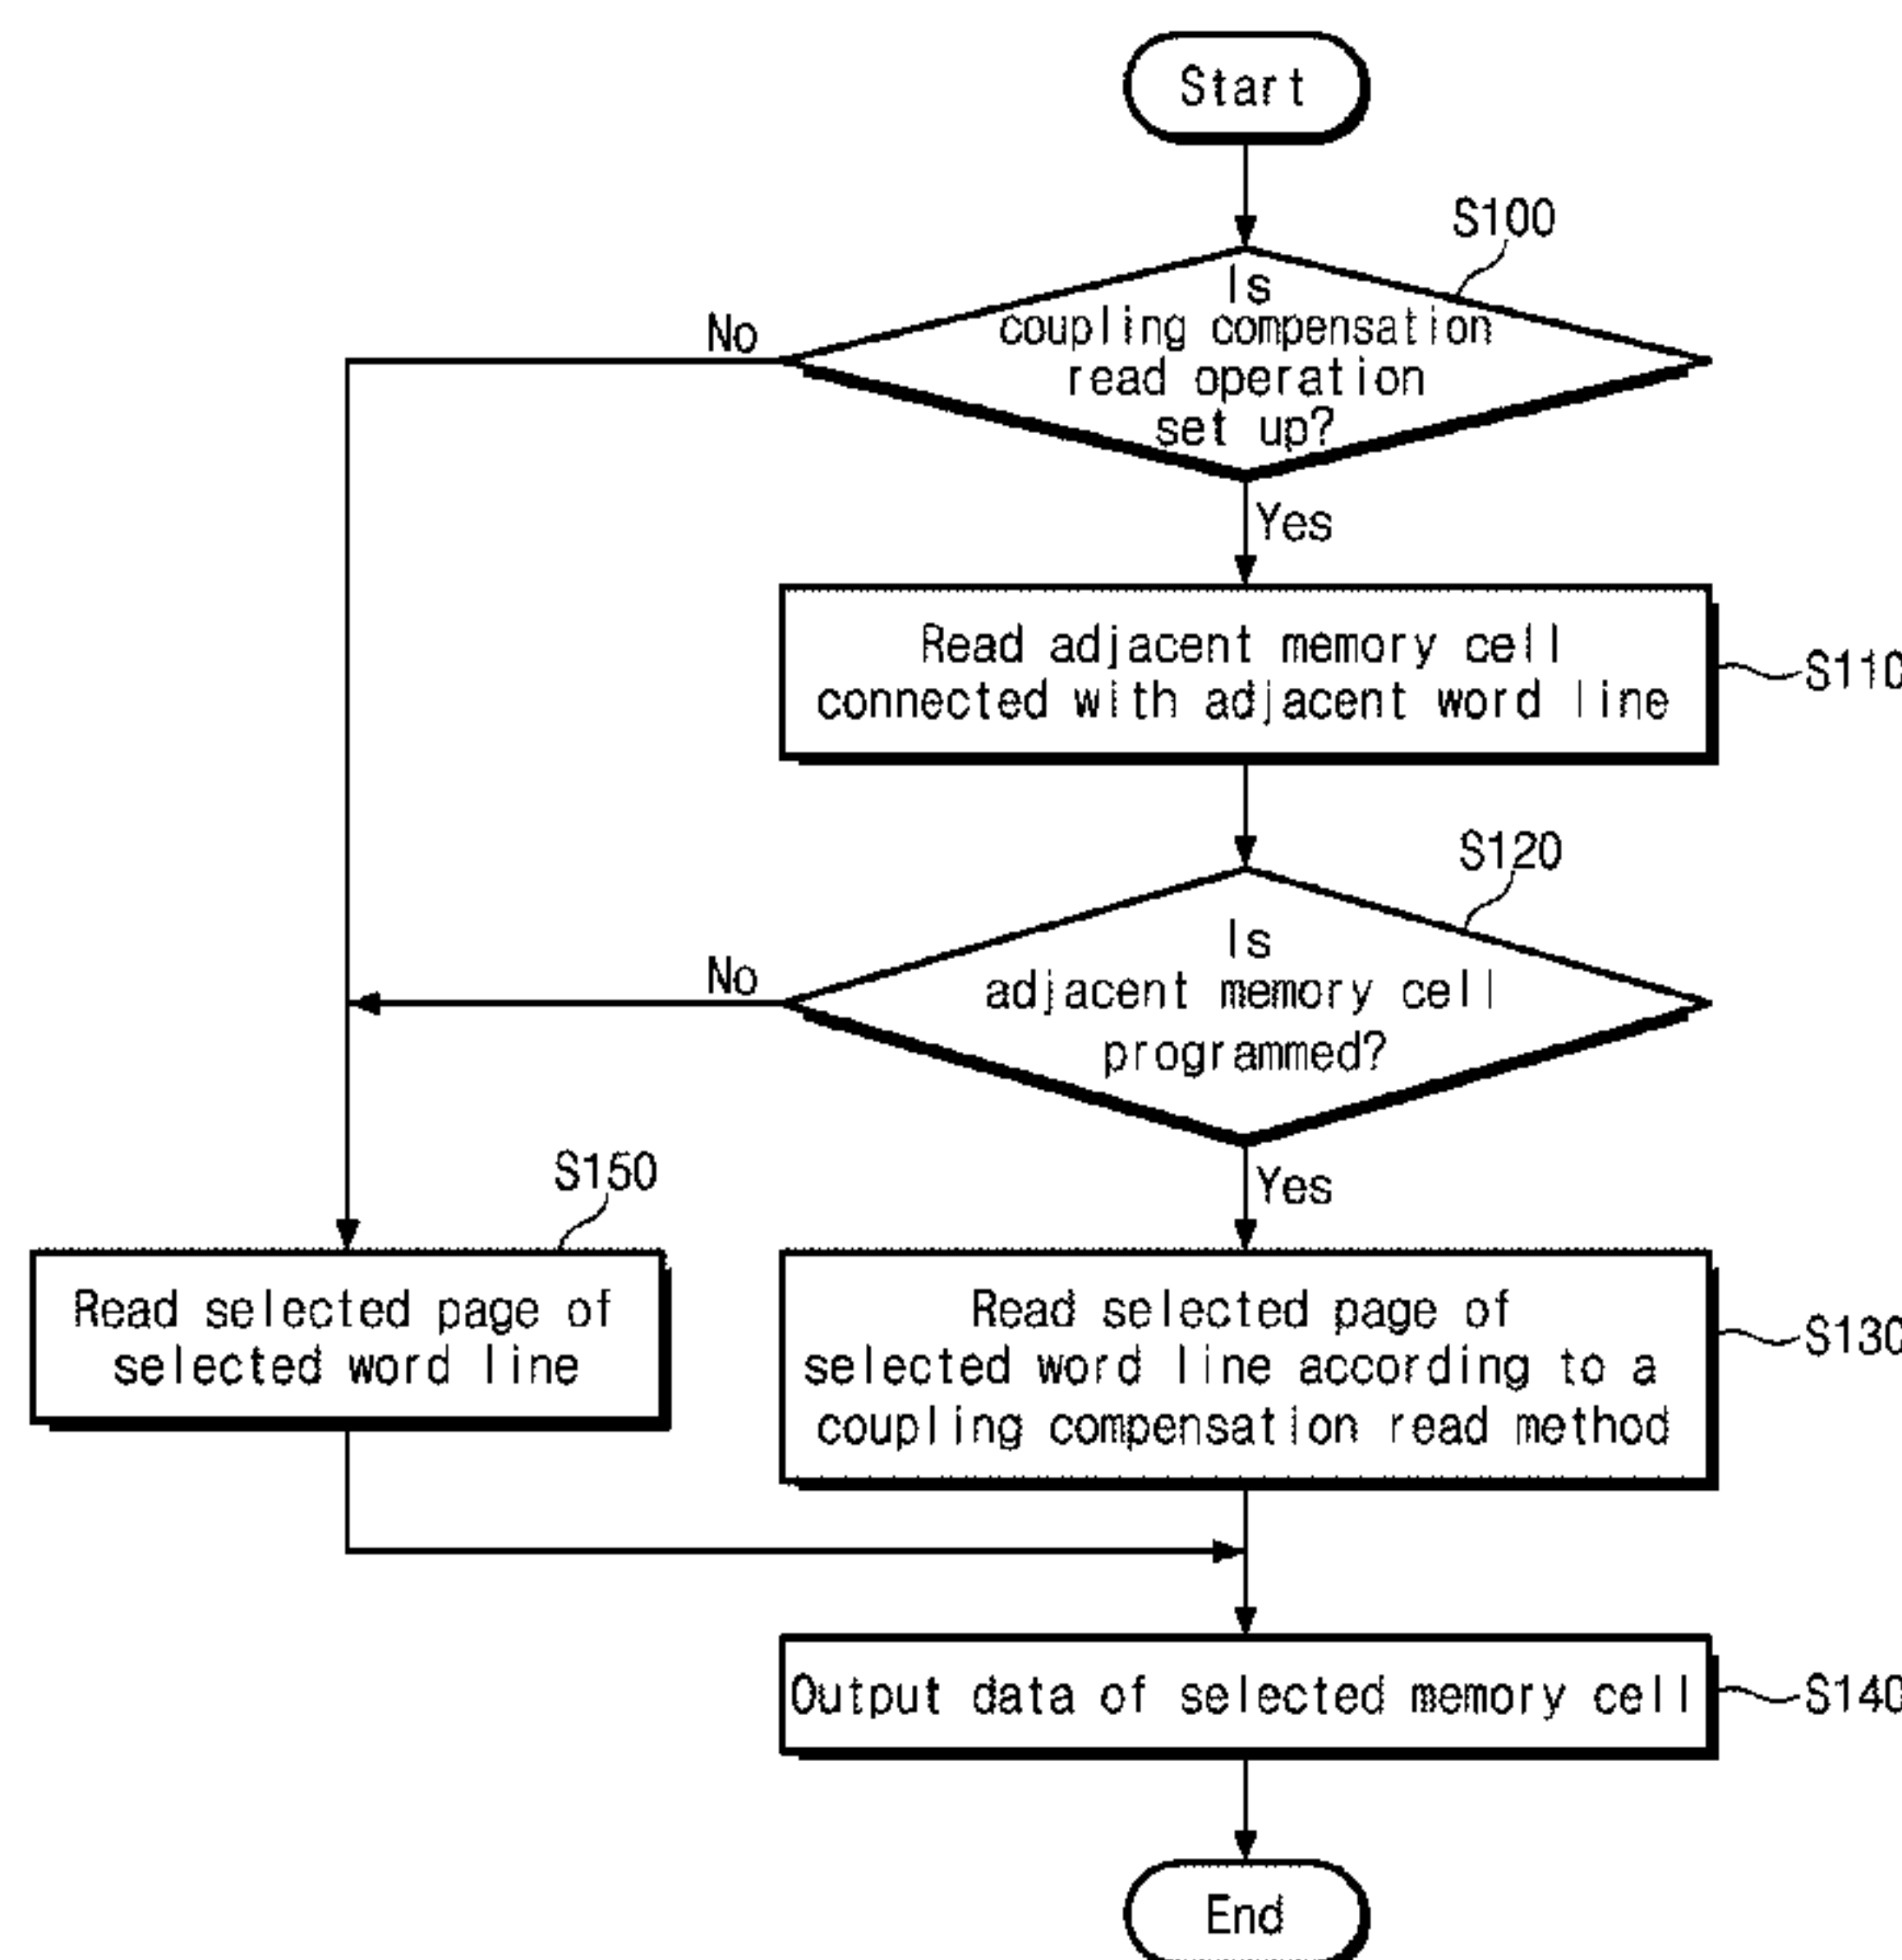 Start
S100
Is
coupling compensation
read operation
set up?
No
Yes
Read adjacent memory cell
connected with adjacent word line
S110
S120
Is
adjacent memory cell
programmed?
No
Yes
S150
Read selected page of
selected word line
Read selected page of
selected word line according to a
coupling compensation read method
S130
Output data of selected memory cell
S140
End